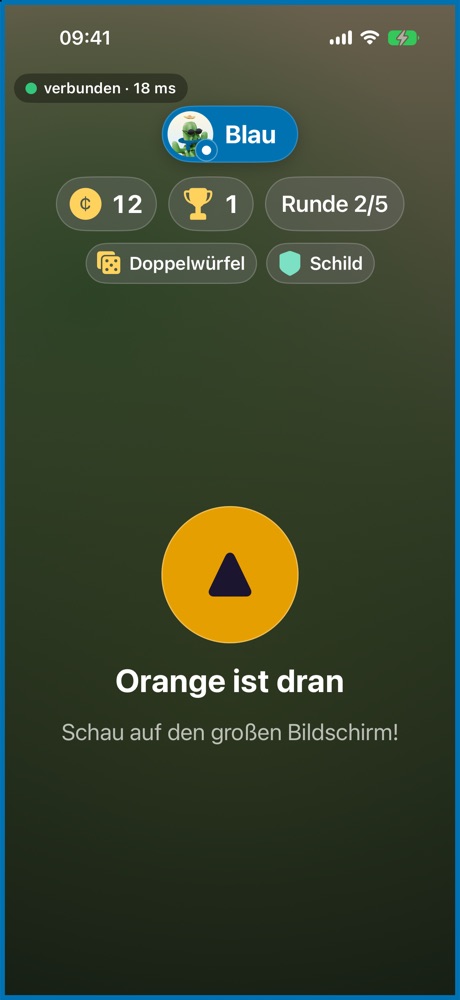 09:41
verbunden · 18 ms
Blau
¢ 12
1
Runde 2/5
Doppelwürfel
Schild
Orange ist dran
Schau auf den großen Bildschirm!